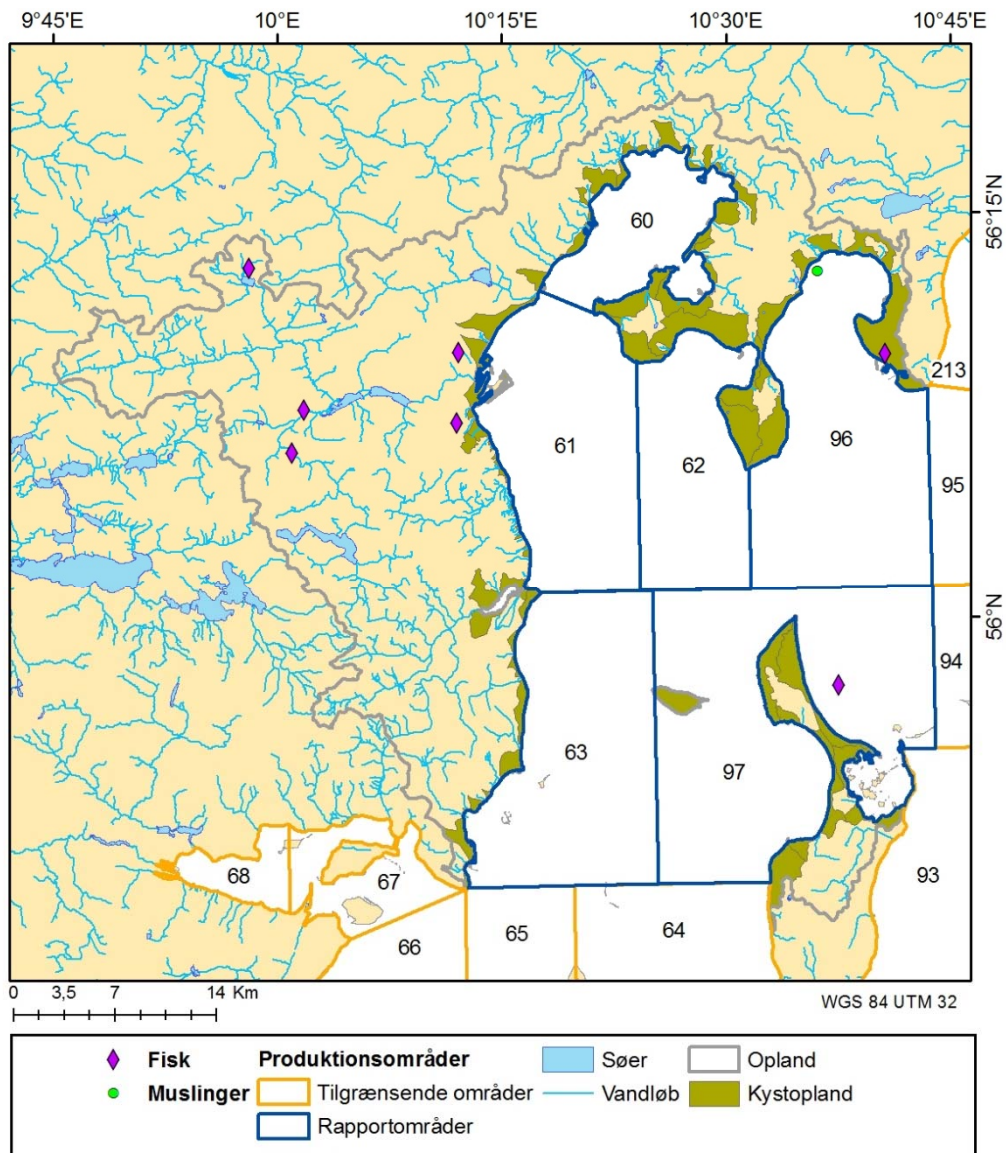 9°45'E 10°0' 10°15'E 10°30'E 10°45'E
56°15'N
60
213
61
62
96
95
56°N
94
63
97
68
67
93
66
65
64
0 3,5 7 14 Km
WGS 84 UTM 32
Fisk Produktionsområder Søer Opland
Muslinger Tilgrænsende områder Vandløb Kystopland
Rapportområder